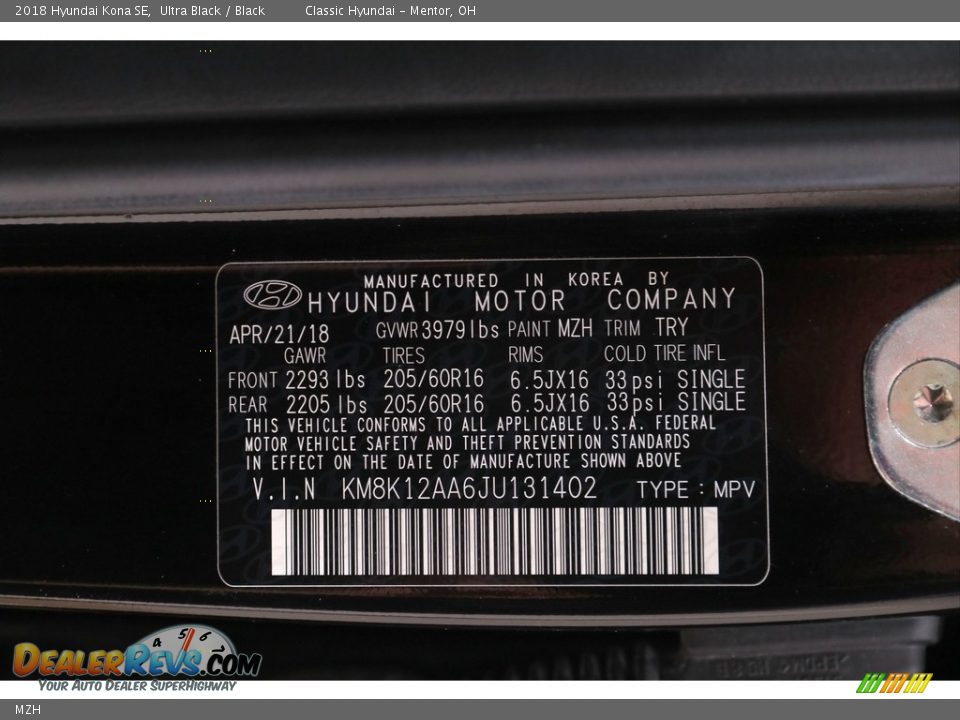 2018 Hyundai Kona SE, Ultra Black / Black Classic Hyundai - Mentor, OH
MANUFACTURED IN KOREA BY
HYUNDAI MOTOR COMPANY
APR/21/18 GVWR 3979lbs PAINT MZH TRIM TRY
GAWR TIRES RIMS COLD TIRE INFL
FRONT 2293 lbs 205/60R16 6.5JX16 33psi SINGLE
REAR 2205 lbs 205/60R16 6.5JX16 33psi SINGLE
THIS VEHICLE CONFORMS TO ALL APPLICABLE U.S.A. FEDERAL
MOTOR VEHICLE SAFETY AND THEFT PREVENTION STANDARDS
IN EFFECT ON THE DATE OF MANUFACTURE SHOWN ABOVE
V.I.N KM8K12AA6JU131402 TYPE : MPV
4 5 6
DEALERREVS.COM
YOUR AUTO DEALER SUPERHIGHWAY
MZH